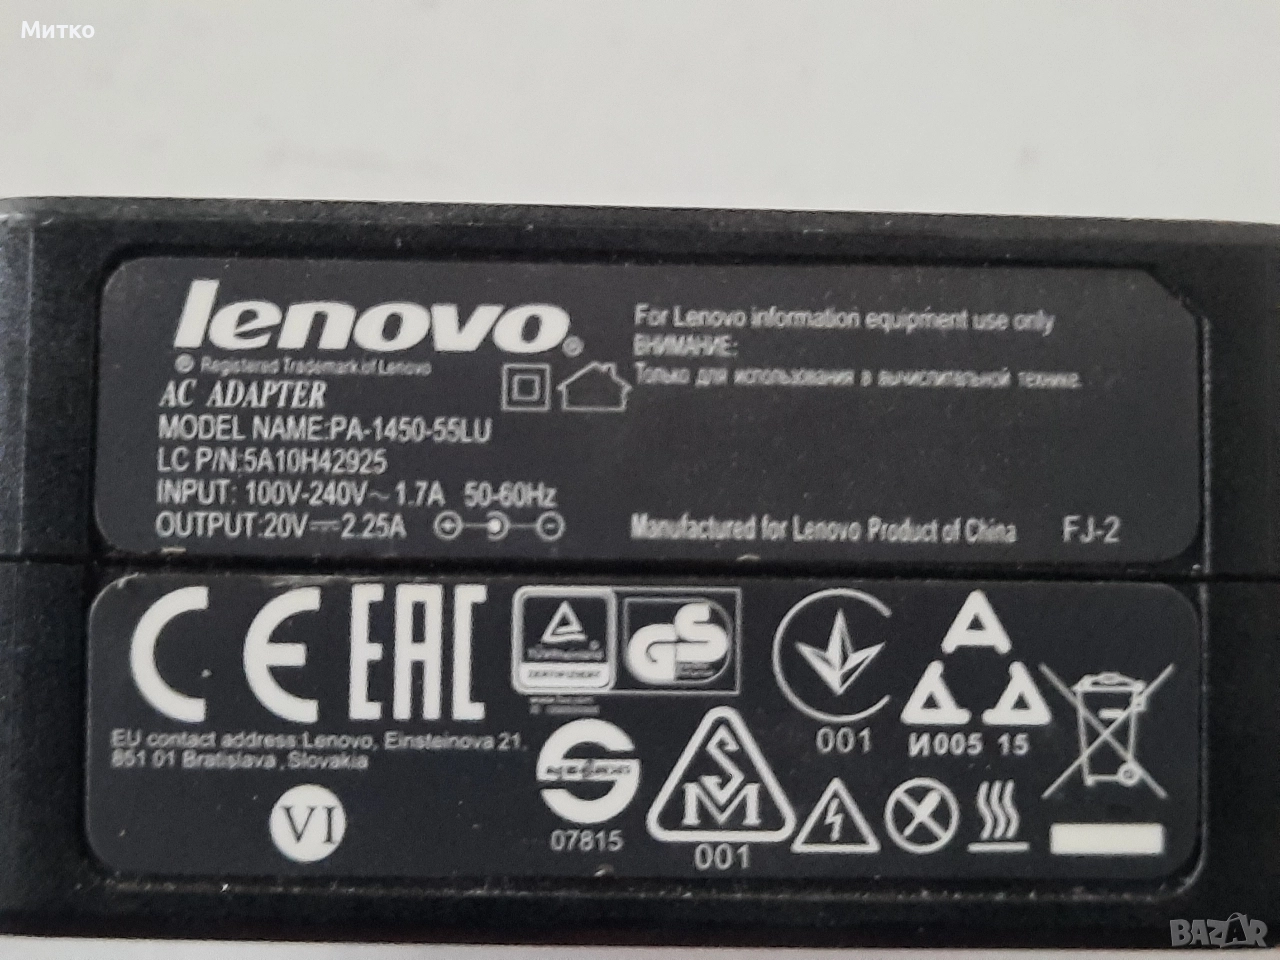 Митко
lenovo®
® Registered Trademark of Lenovo
AC ADAPTER
MODEL NAME:PA-1450-55LU
LC P/N:5A10H42925
INPUT: 100V-240V~1.7A 50-60Hz
OUTPUT:20V⎓2.25A
For Lenovo information equipment use only
ВНИМАНИЕ:
Только для использования в вычислительной технике.
Manufactured for Lenovo Product of China FJ-2
CE EAC
ZERTIFIZIERT
GS
EU contact address:Lenovo, Einsteinova 21,
851 01 Bratislava ,Slovakia
VI
07815
SM
001
001
И005 15
BAZAR